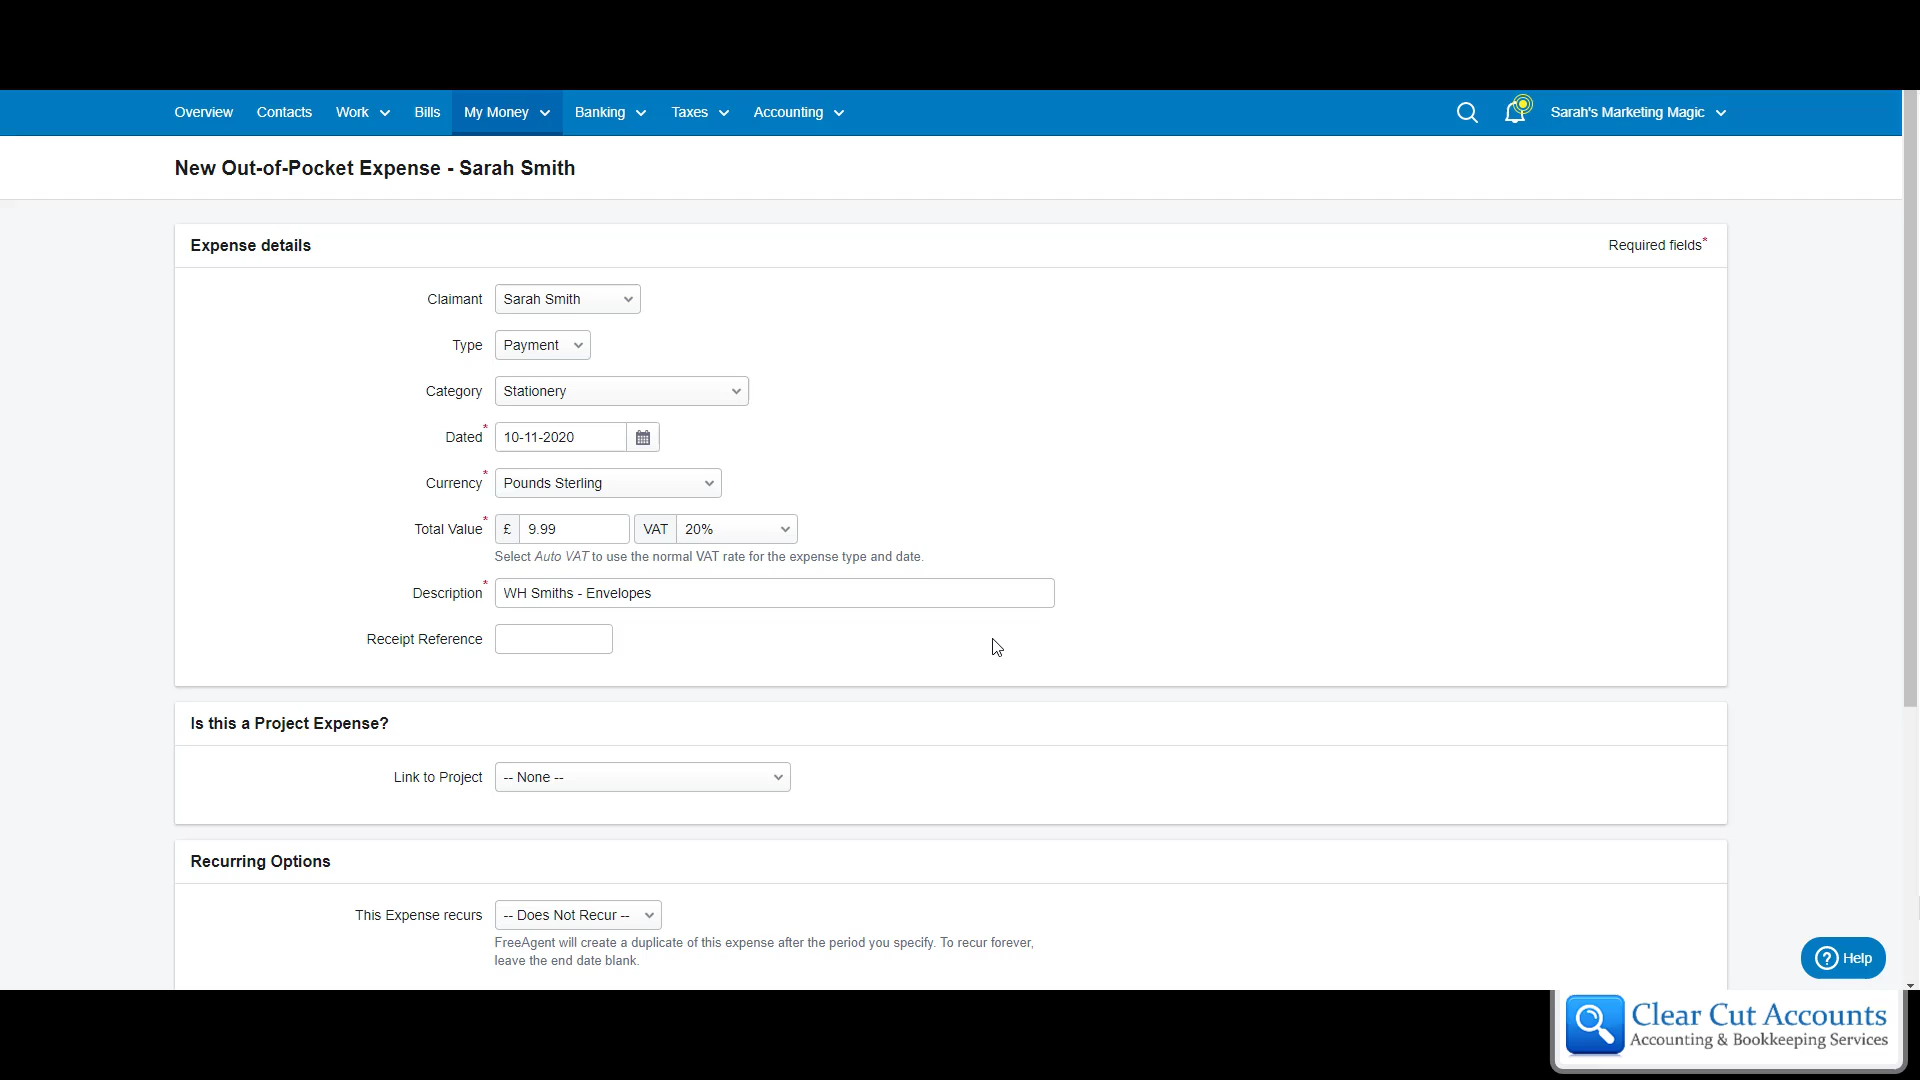 Overview Contacts Work Bills My Money Banking Taxes Accounting Sarah's Marketing Magic
New Out-of-Pocket Expense - Sarah Smith
Expense details Required fields*
Claimant Sarah Smith
Type Payment
Category Stationery
Dated* 10-11-2020
Currency* Pounds Sterling
Total Value* £ 9.99 VAT 20%
Select Auto VAT to use the normal VAT rate for the expense type and date.
Description* WH Smiths - Envelopes
Receipt Reference
Is this a Project Expense?
Link to Project -- None --
Recurring Options
This Expense recurs -- Does Not Recur --
FreeAgent will create a duplicate of this expense after the period you specify. To recur forever,
leave the end date blank.
? Help
Clear Cut Accounts
Accounting & Bookkeeping Services